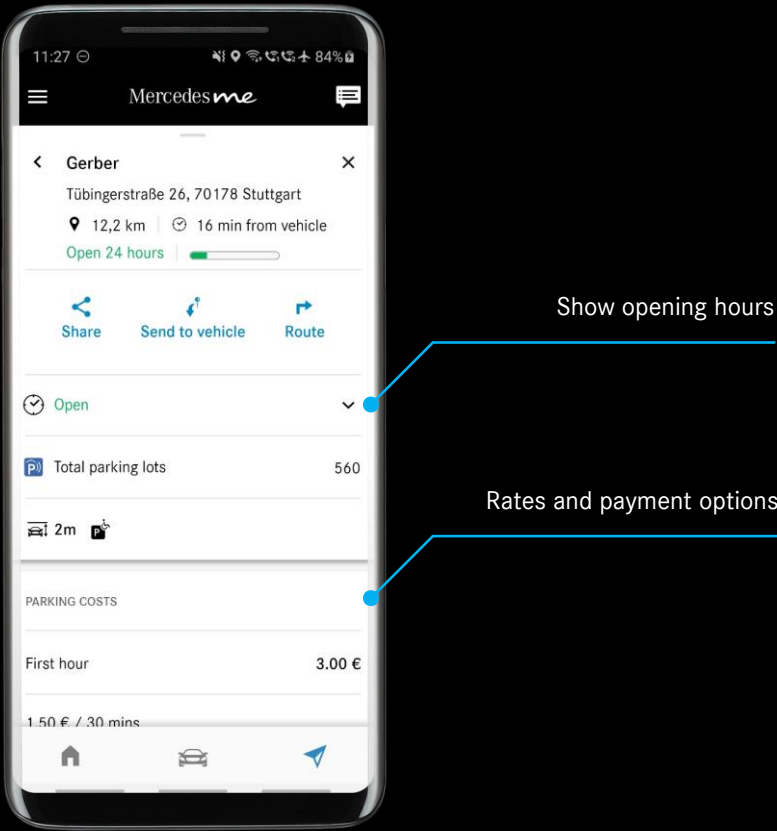 11:27
84%
Mercedes me
Gerber
Tübingerstraße 26, 70178 Stuttgart
12,2 km
16 min from vehicle
Open 24 hours
Share
Send to vehicle
Route
Show opening hours
Open
P
Total parking lots
560
Rates and payment options
2m
P
PARKING COSTS
First hour
3.00 €
1.50 € / 30 mins